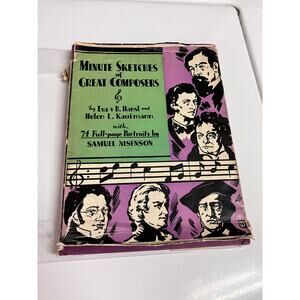 MINUTE SKETCHES
of
GREAT COMPOSERS
by Eva v B. Hansl and
Helen L. Kaufmann
with
74 Full-page Portraits by
SAMUEL NISENSON